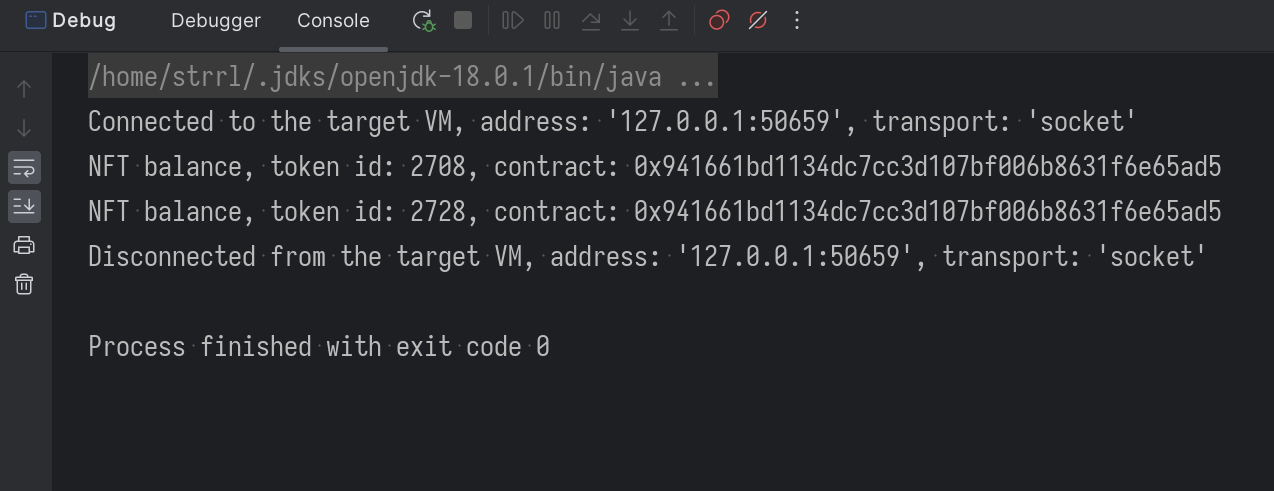 Debug Debugger Console
/home/strrl/.jdks/openjdk-18.0.1/bin/java ...
Connected to the target VM, address: '127.0.0.1:50659', transport: 'socket'
NFT balance, token id: 2708, contract: 0x941661bd1134dc7cc3d107bf006b8631f6e65ad5
NFT balance, token id: 2728, contract: 0x941661bd1134dc7cc3d107bf006b8631f6e65ad5
Disconnected from the target VM, address: '127.0.0.1:50659', transport: 'socket'
Process finished with exit code 0